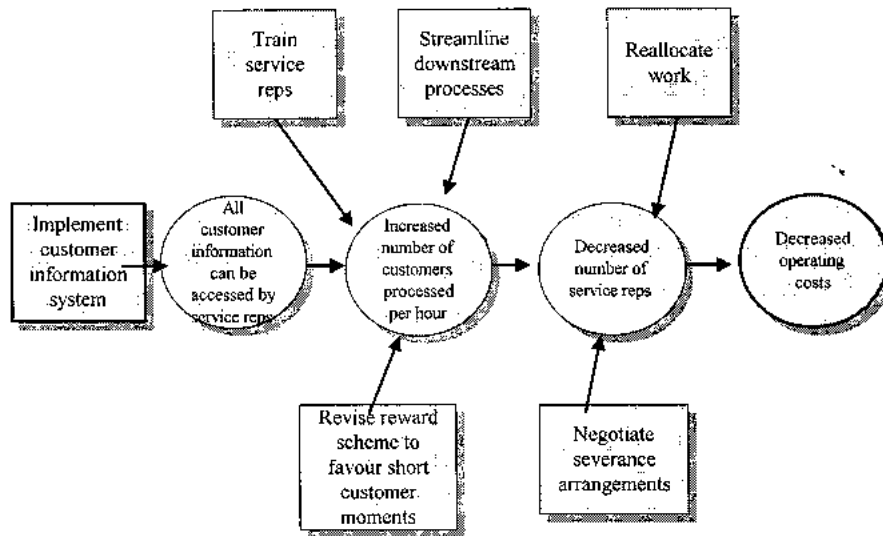 Train
service
reps
Streamline
downstream
processes
Reallocate
work
Implement
customer
information
system
All
customer
information
can be
accessed by
service reps
Increased
number of
customers
processed
per hour
Decreased
number of
service reps
Decreased
operating
costs
Revise reward
scheme to
favour short
customer
moments
Negotiate
severance
arrangements